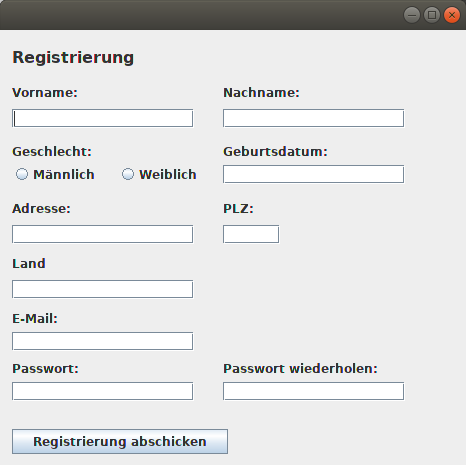 Registrierung
Vorname: Nachname:
Geschlecht: Geburtsdatum:
Männlich Weiblich
Adresse: PLZ:
Land
E-Mail:
Passwort: Passwort wiederholen:
Registrierung abschicken